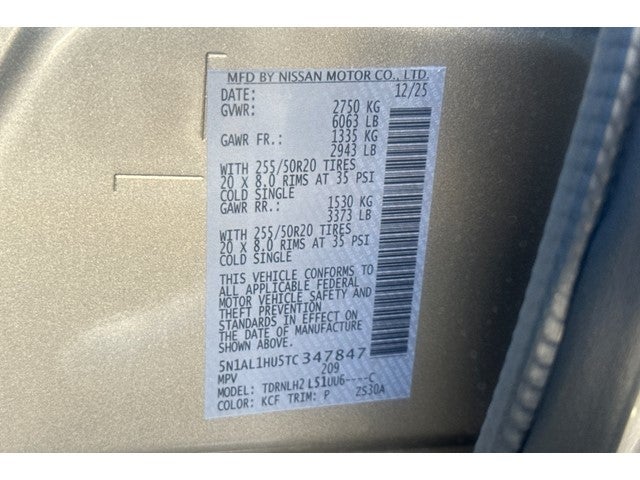 MFD BY NISSAN MOTOR CO., LTD.
DATE: 12/25
GVWR: 2750 KG
6063 LB
GAWR FR.: 1335 KG
2943 LB
WITH 255/50R20 TIRES
20 X 8.0 RIMS AT 35 PSI
COLD SINGLE
GAWR RR.: 1530 KG
3373 LB
WITH 255/50R20 TIRES
20 X 8.0 RIMS AT 35 PSI
COLD SINGLE
THIS VEHICLE CONFORMS TO
ALL APPLICABLE FEDERAL
MOTOR VEHICLE SAFETY AND
THEFT PREVENTION
STANDARDS IN EFFECT ON
THE DATE OF MANUFACTURE
SHOWN ABOVE.
5N1AL1HU5TC347847
MPV 209
MODEL: TDRNLH2 L51UU6----C
COLOR: KCF TRIM: P ZS30A